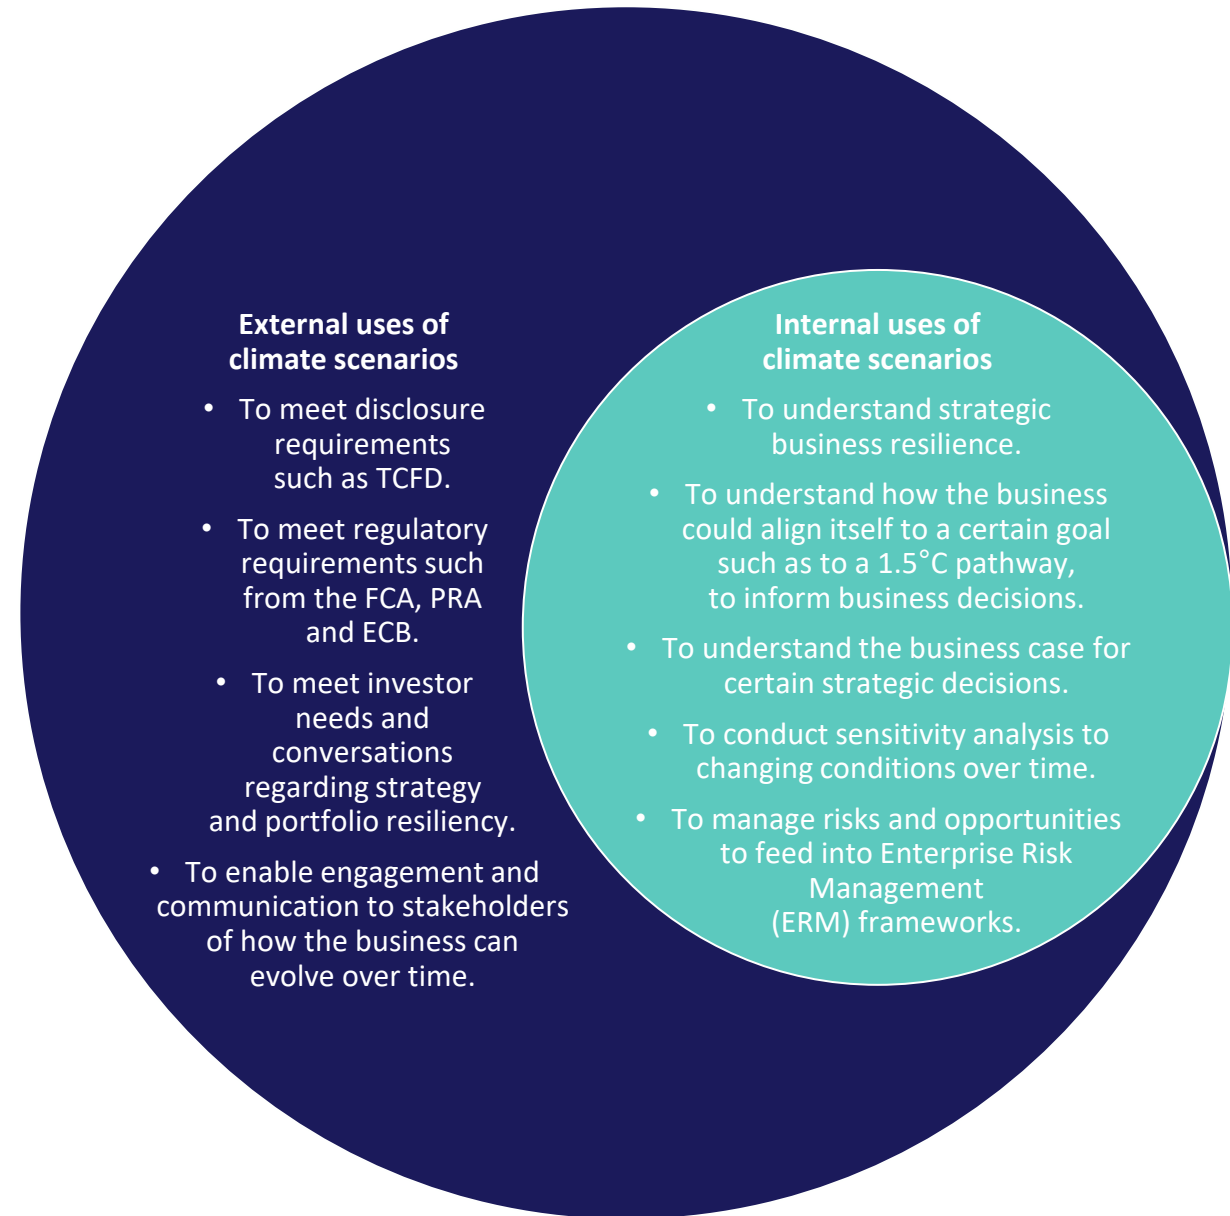 External uses of
climate scenarios
• To meet disclosure
requirements
such as TCFD.
• To meet regulatory
requirements such
from the FCA, PRA
and ECB.
• To meet investor
needs and
conversations
regarding strategy
and portfolio resiliency.
• To enable engagement and
communication to stakeholders
of how the business can
evolve over time.
Internal uses of
climate scenarios
• To understand strategic
business resilience.
• To understand how the business
could align itself to a certain goal
such as to a 1.5°C pathway,
to inform business decisions.
• To understand the business case for
certain strategic decisions.
• To conduct sensitivity analysis to
changing conditions over time.
• To manage risks and opportunities
to feed into Enterprise Risk
Management
(ERM) frameworks.